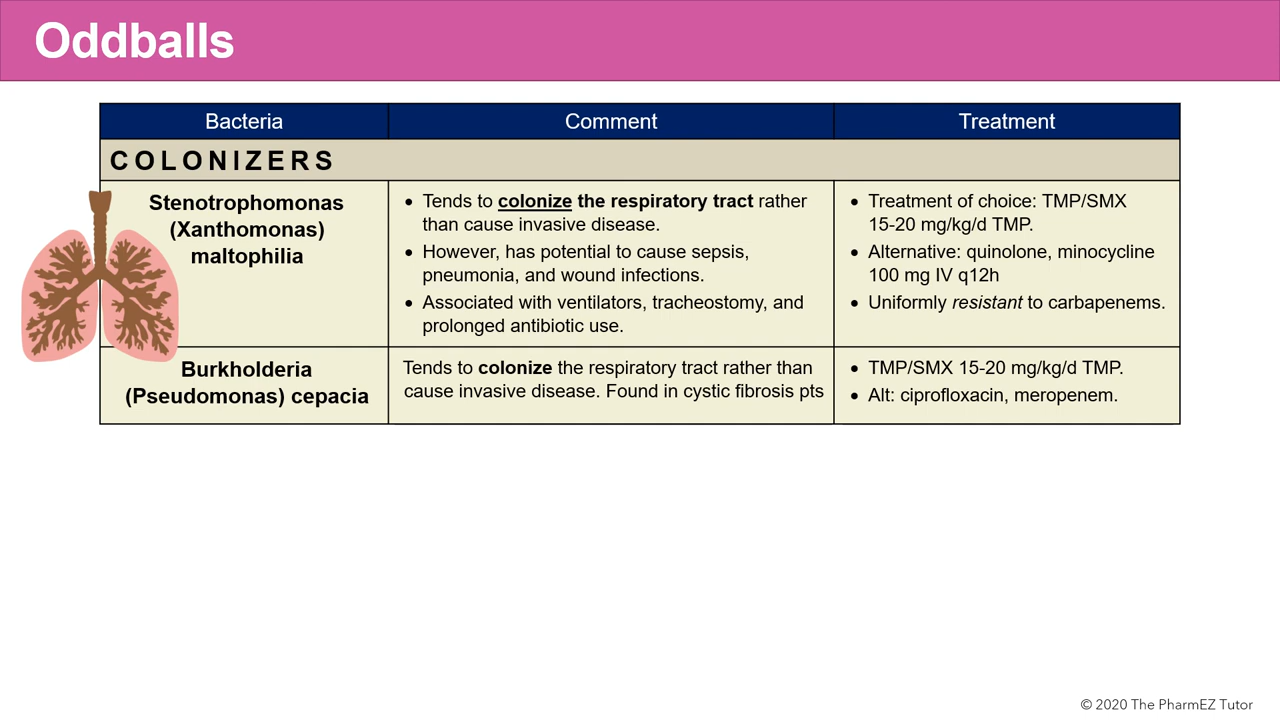 Oddballs
Bacteria
Comment
Treatment
COLONIZERS
Stenotrophomonas
(Xanthomonas)
maltophilia
• Tends to colonize the respiratory tract rather
than cause invasive disease.
• However, has potential to cause sepsis,
pneumonia, and wound infections.
• Associated with ventilators, tracheostomy, and
prolonged antibiotic use.
• Treatment of choice: TMP/SMX
15-20 mg/kg/d TMP.
• Alternative: quinolone, minocycline
100 mg IV q12h
• Uniformly resistant to carbapenems.
Burkholderia
(Pseudomonas) cepacia
Tends to colonize the respiratory tract rather than
cause invasive disease. Found in cystic fibrosis pts
• TMP/SMX 15-20 mg/kg/d TMP.
• Alt: ciprofloxacin, meropenem.
© 2020 The PharmEZ Tutor